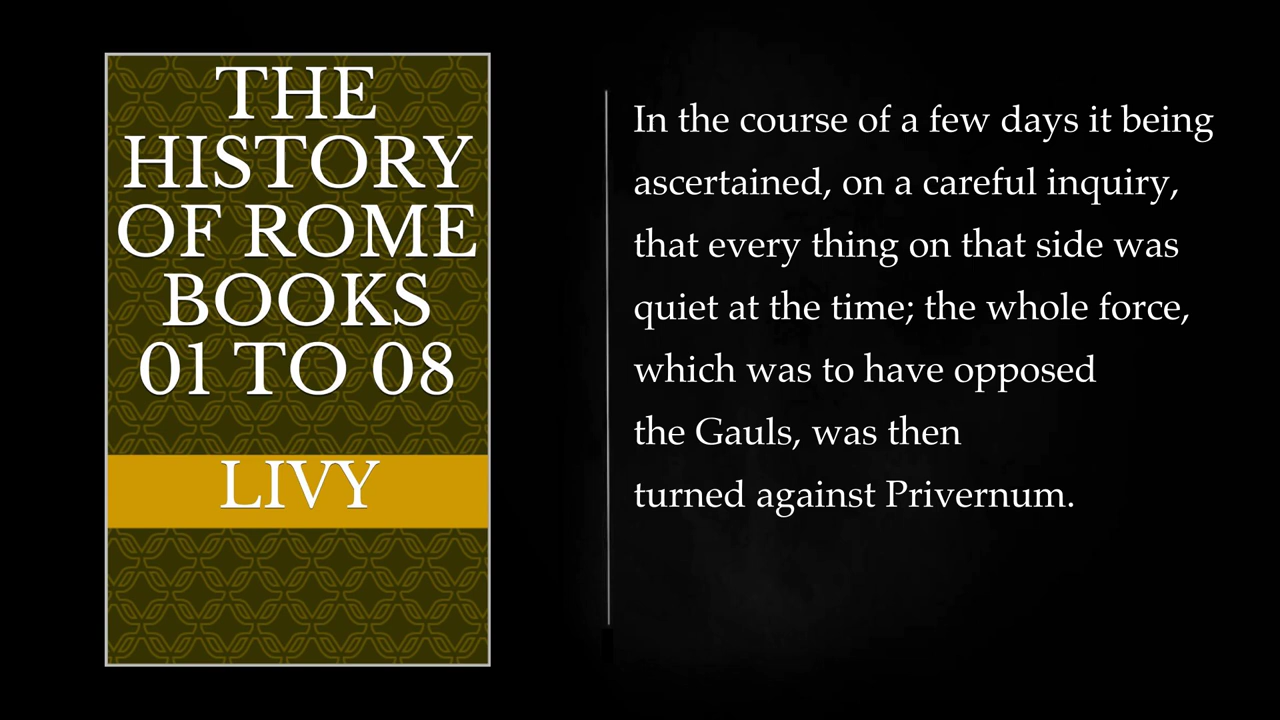 THE
HISTORY
OF ROME
BOOKS
01 TO 08
LIVY
In the course of a few days it being
ascertained, on a careful inquiry,
that every thing on that side was
quiet at the time; the whole force,
which was to have opposed
the Gauls, was then
turned against Privernum.